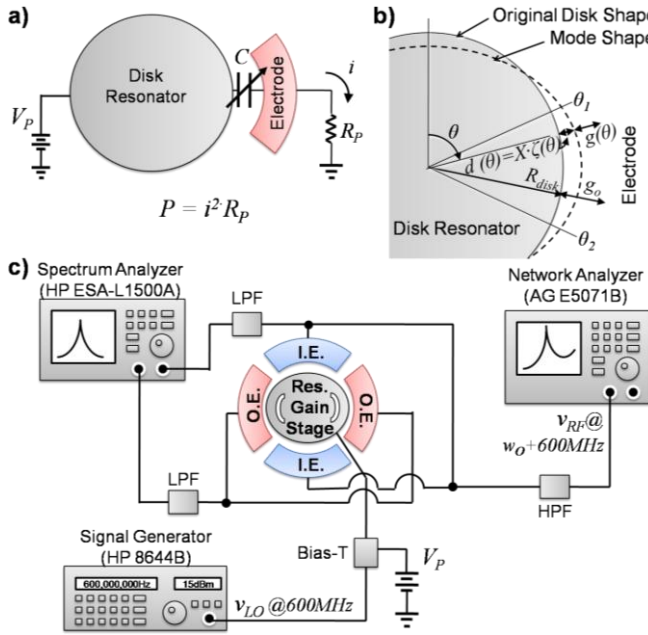 a)
Disk
Resonator
C
Electrode
i
V_P
R_P
P = i²·R_P
b)
Original Disk Shape
Mode Shape
θ_1
θ
g(θ)
d (θ)=X·ζ(θ)
R_disk
g_o
Electrode
Disk Resonator
θ_2
c)
Spectrum Analyzer
(HP ESA-L1500A)
LPF
Network Analyzer
(AG E5071B)
I.E.
O.E.
Res.
Gain
Stage
O.E.
I.E.
v_RF@
w_O+600MHz
LPF
HPF
Signal Generator
(HP 8644B)
Bias-T
V_P
600,000,000Hz
15dBm
v_LO@600MHz